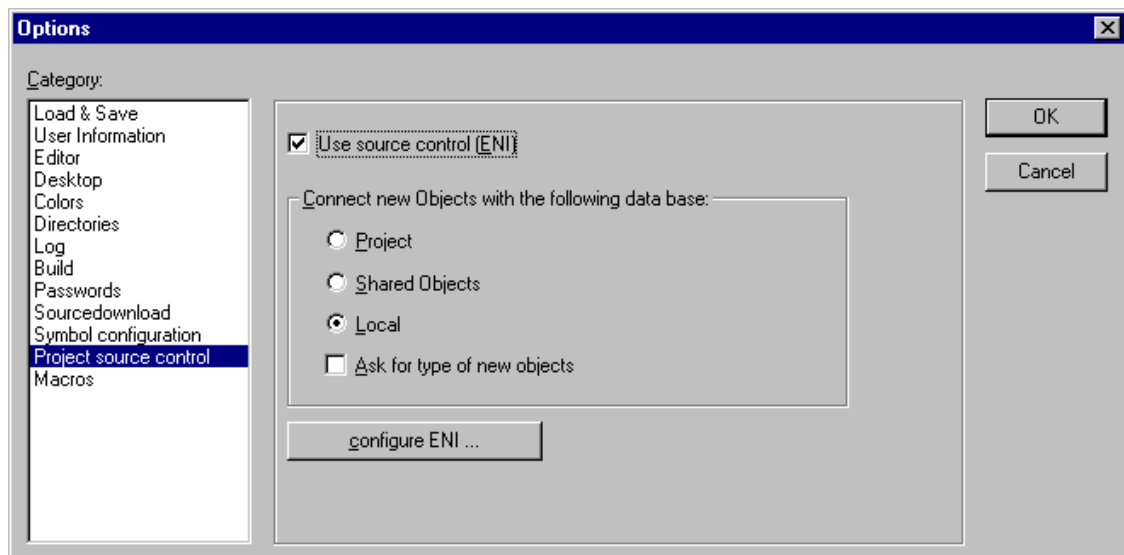 Options
Category:
Load & Save
User Information
Editor
Desktop
Colors
Directories
Log
Build
Passwords
Sourcedownload
Symbol configuration
Project source control
Macros
Use source control (ENI)
Connect new Objects with the following data base:
Project
Shared Objects
Local
Ask for type of new objects
configure ENI ...
OK
Cancel